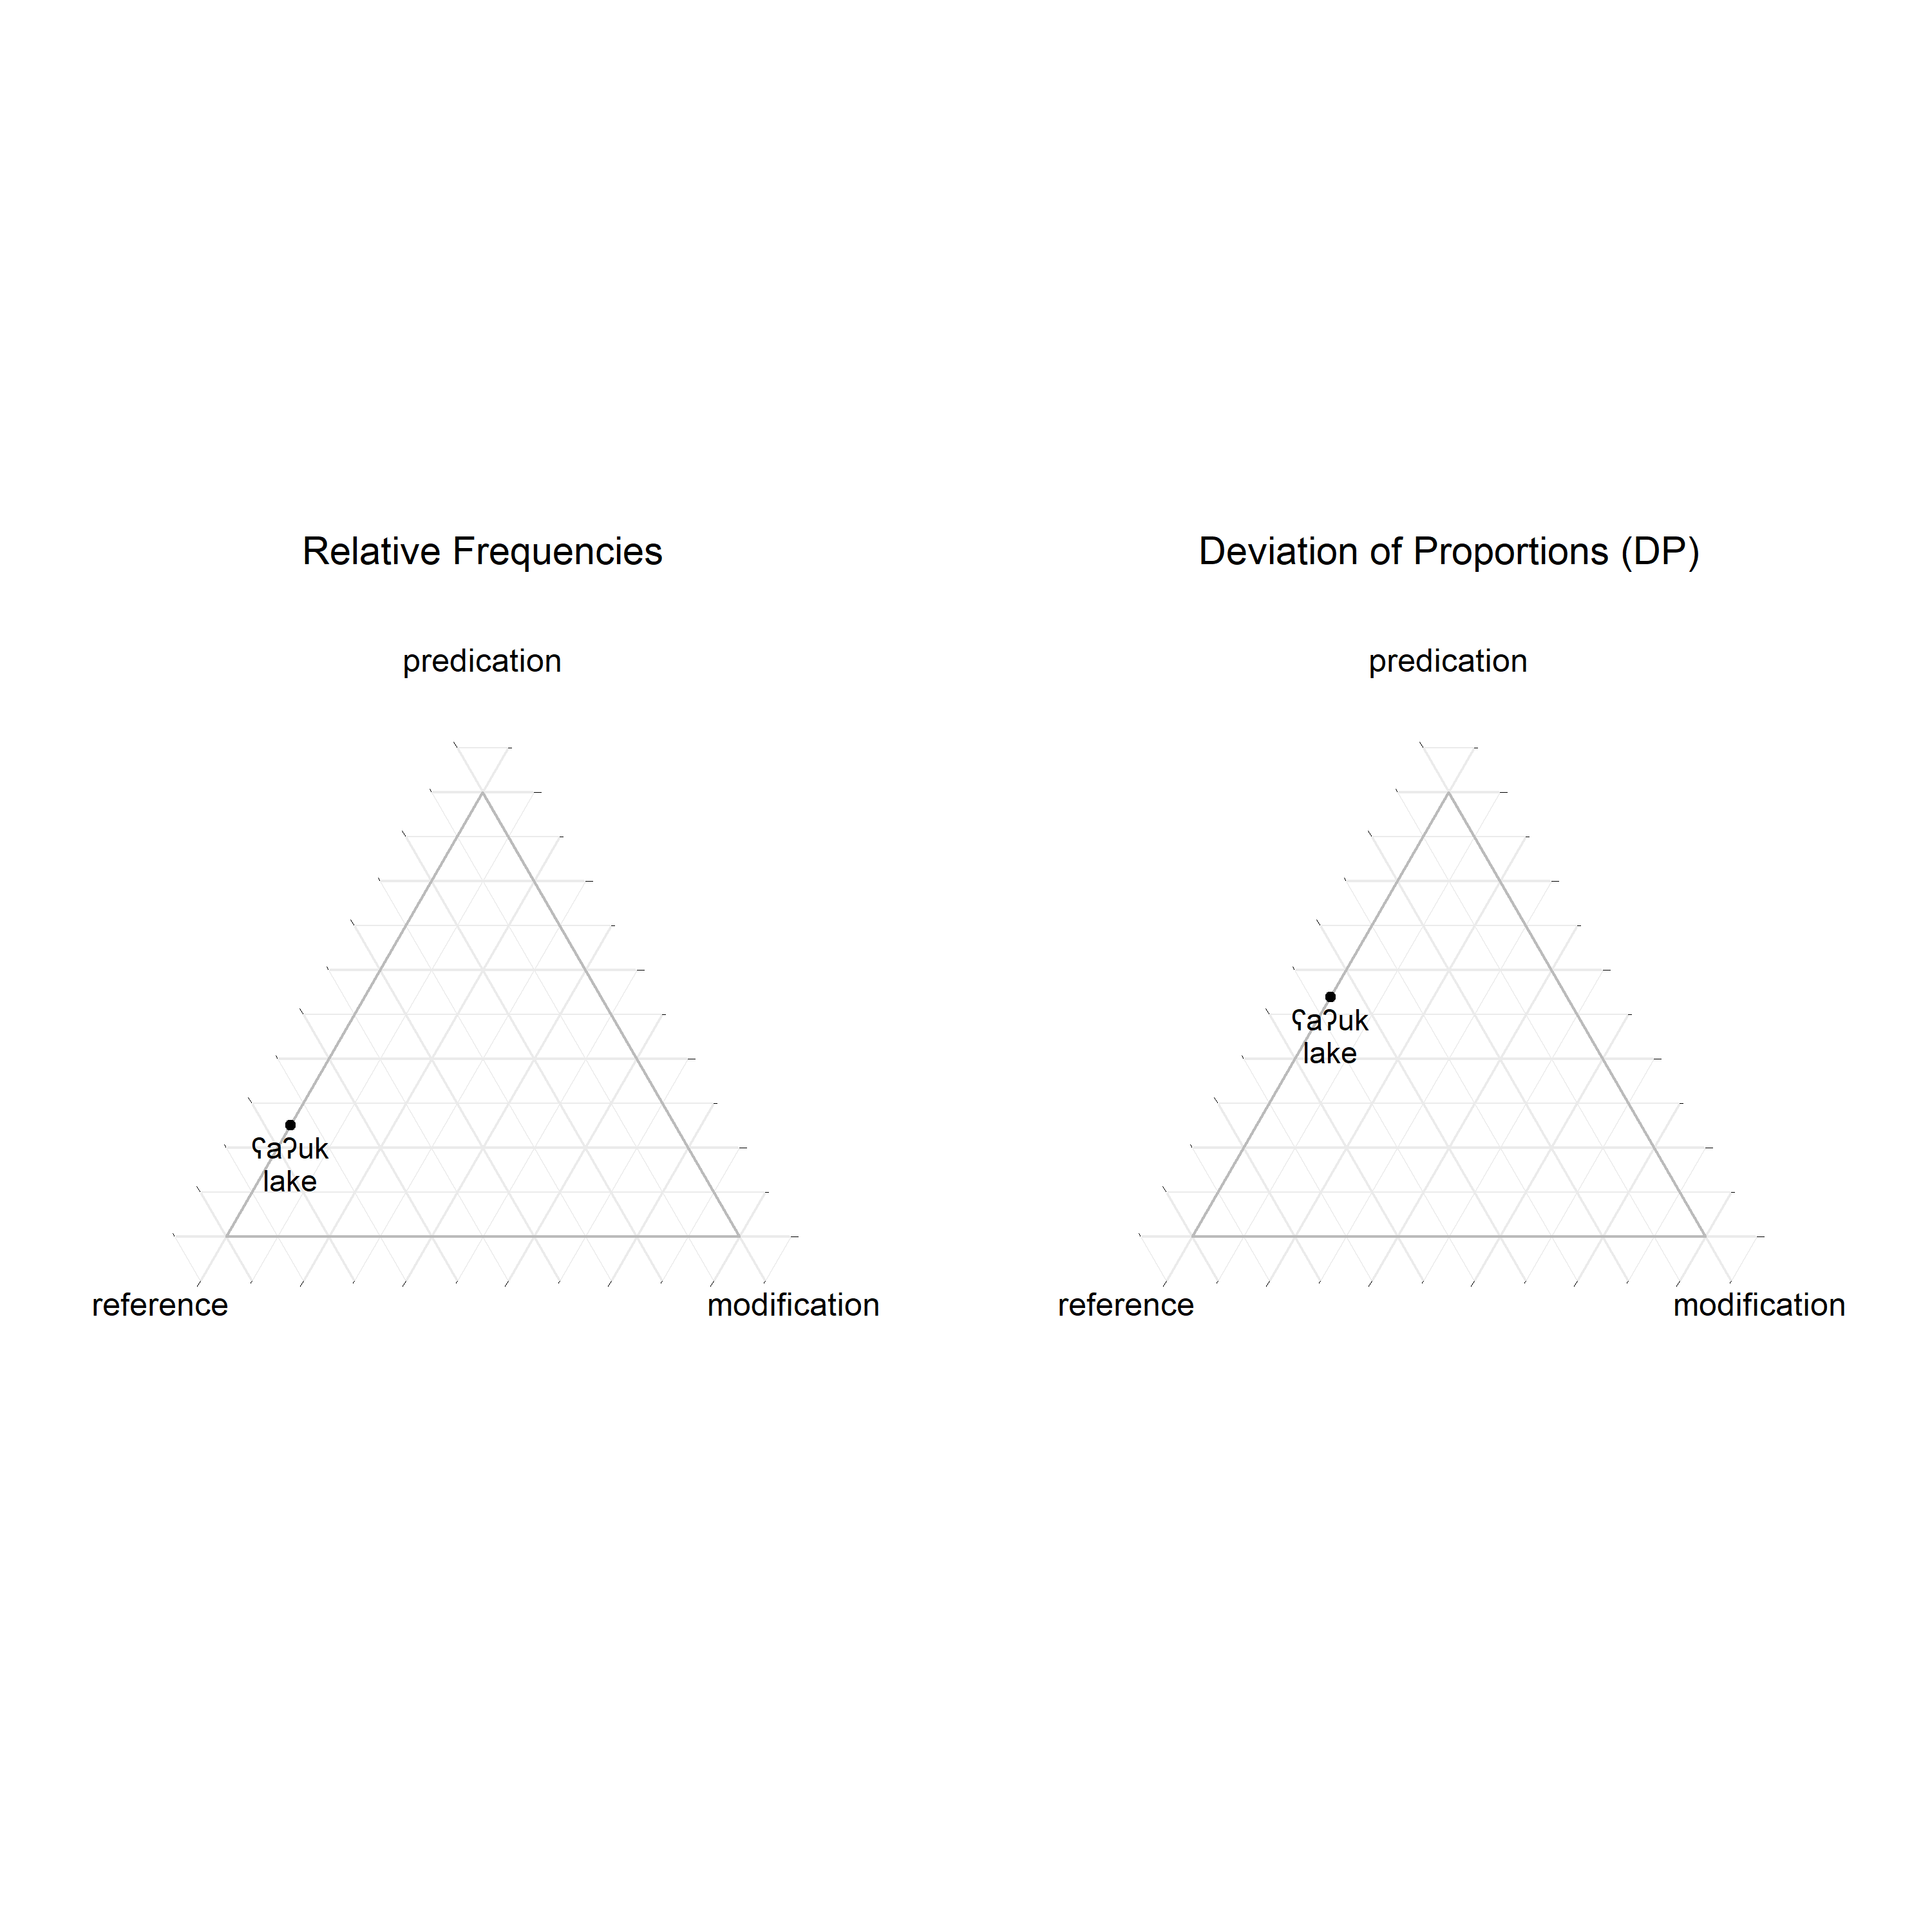 Relative Frequencies
predication
ʕaʔuk
lake
reference
modification
Deviation of Proportions (DP)
predication
ʕaʔuk
lake
reference
modification